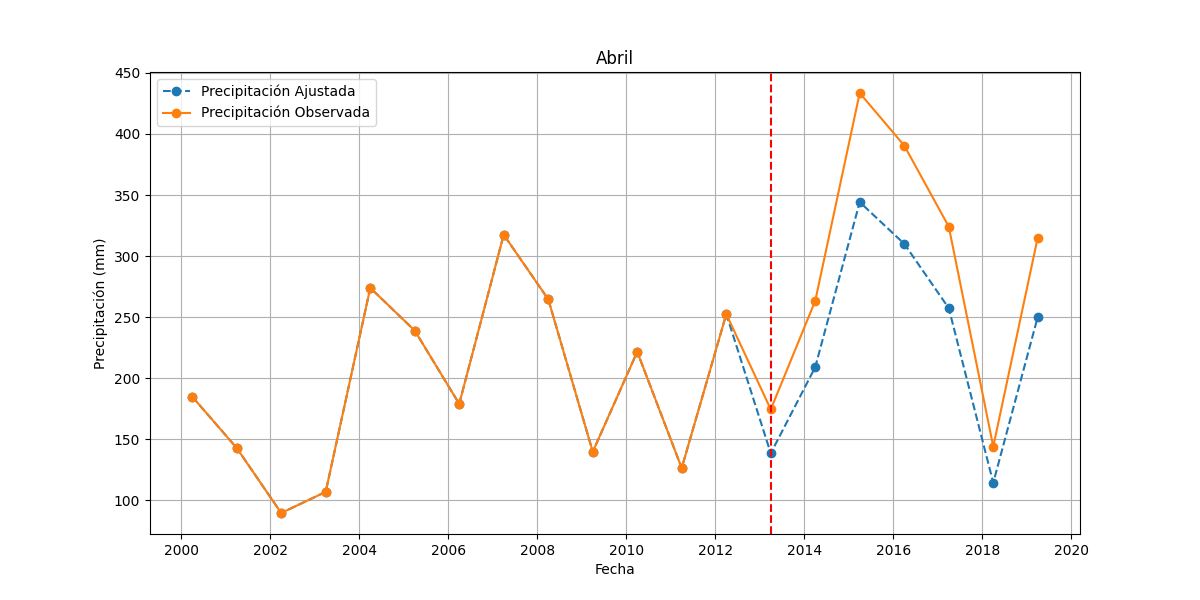 Abril
Precipitación Ajustada
Precipitación Observada
Precipitación (mm)
450
400
350
300
250
200
150
100
2000 2002 2004 2006 2008 2010 2012 2014 2016 2018 2020
Fecha